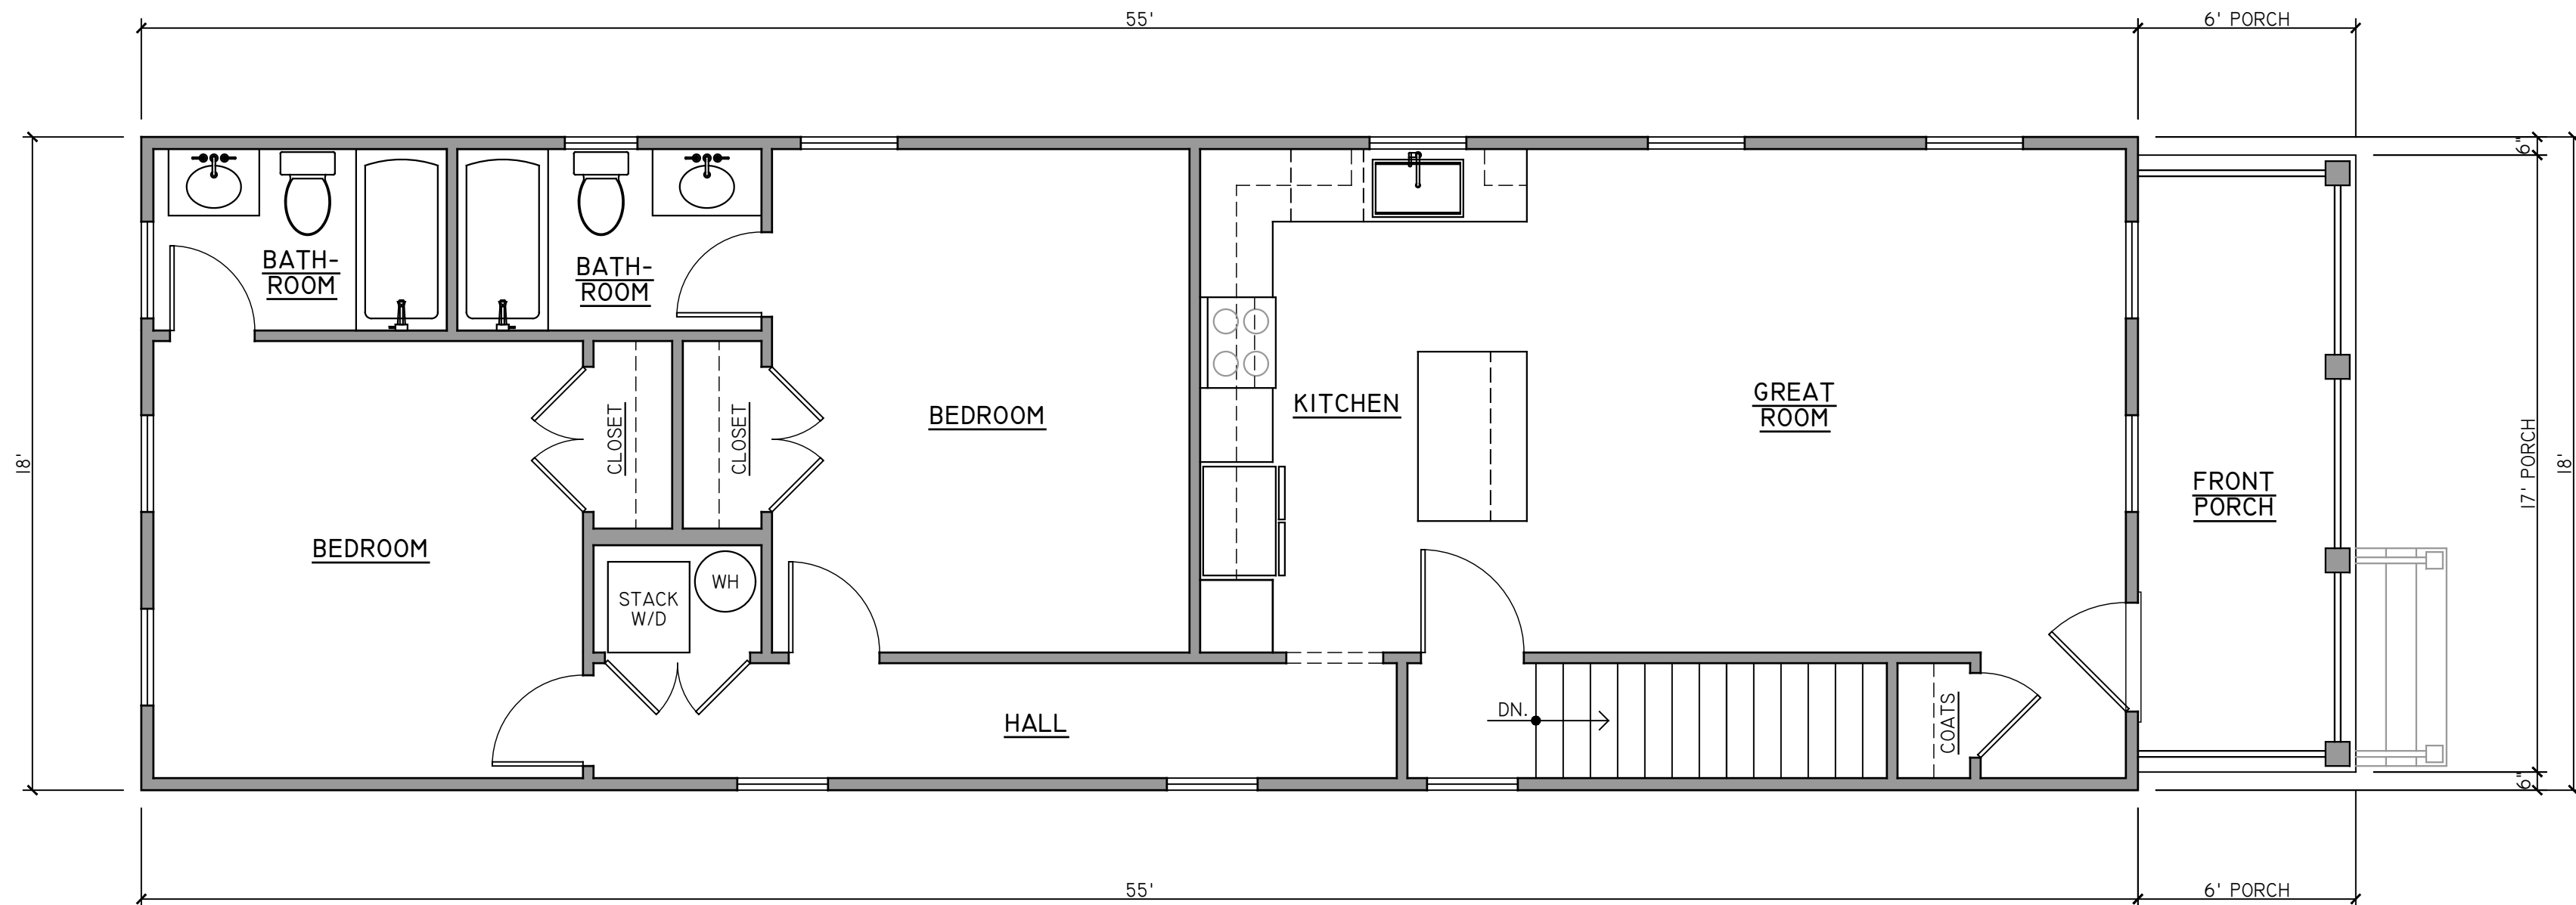 55'
6' PORCH
6"
BATH-
ROOM
BATH-
ROOM
KITCHEN
GREAT
ROOM
BEDROOM
CLOSET
CLOSET
18'
17' PORCH
18'
FRONT
PORCH
BEDROOM
WH
STACK
W/D
DN.
COATS
HALL
6"
55'
6' PORCH